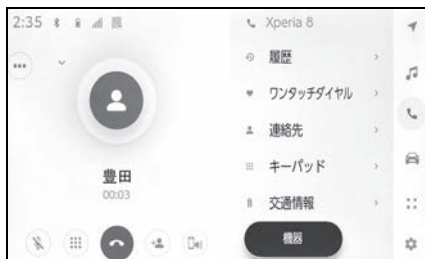 2:35
Xperia 8
履歴
ワンタッチダイヤル
連絡先
キーパッド
交通情報
機器
豊田
00:03